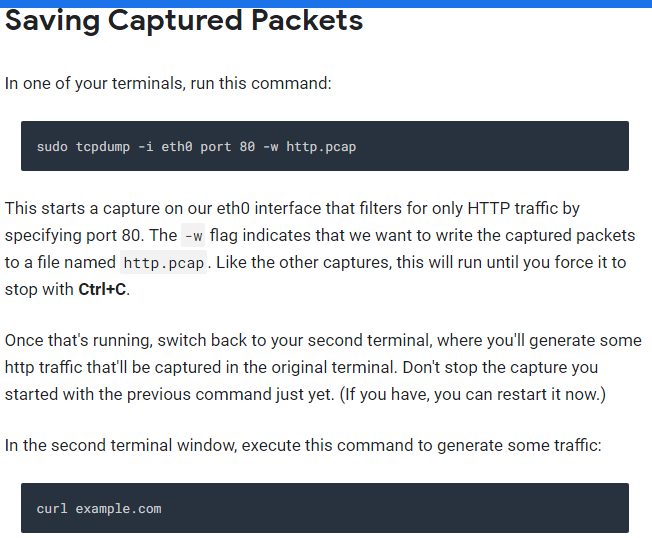 Saving Captured Packets
In one of your terminals, run this command:
sudo tcpdump -i eth0 port 80 -w http.pcap
This starts a capture on our eth0 interface that filters for only HTTP traffic by
specifying port 80. The -w flag indicates that we want to write the captured packets
to a file named http.pcap. Like the other captures, this will run until you force it to
stop with Ctrl+C.
Once that's running, switch back to your second terminal, where you'll generate some
http traffic that'll be captured in the original terminal. Don't stop the capture you
started with the previous command just yet. (If you have, you can restart it now.)
In the second terminal window, execute this command to generate some traffic:
curl example.com